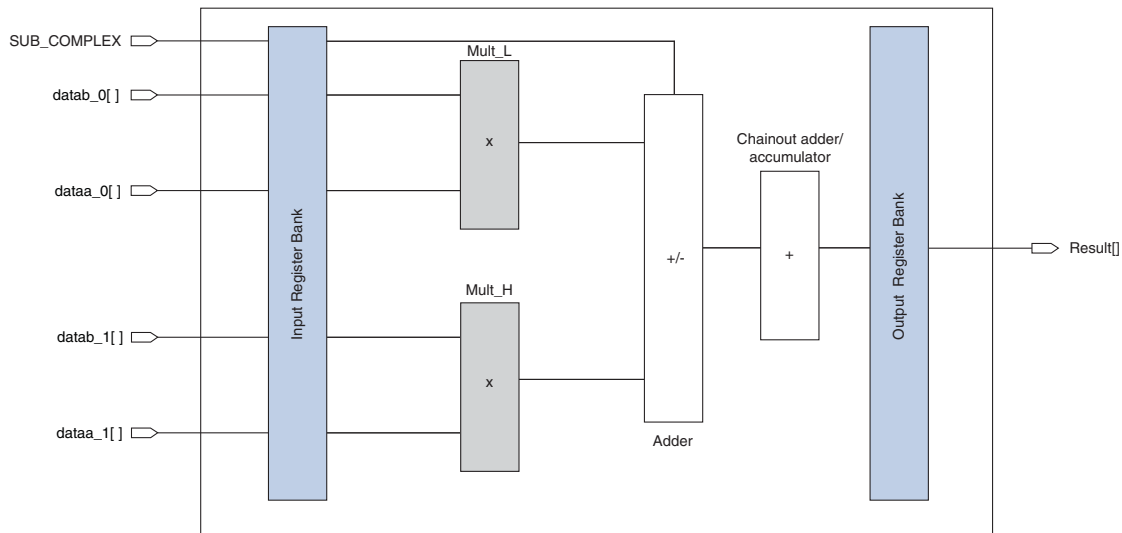 SUB_COMPLEX
Mult_L
datab_0[ ]
x
Chainout adder/
accumulator
dataa_0[ ]
Input Register Bank
+/-
+
Output Register Bank
Result[]
Mult_H
datab_1[ ]
x
dataa_1[ ]
Adder